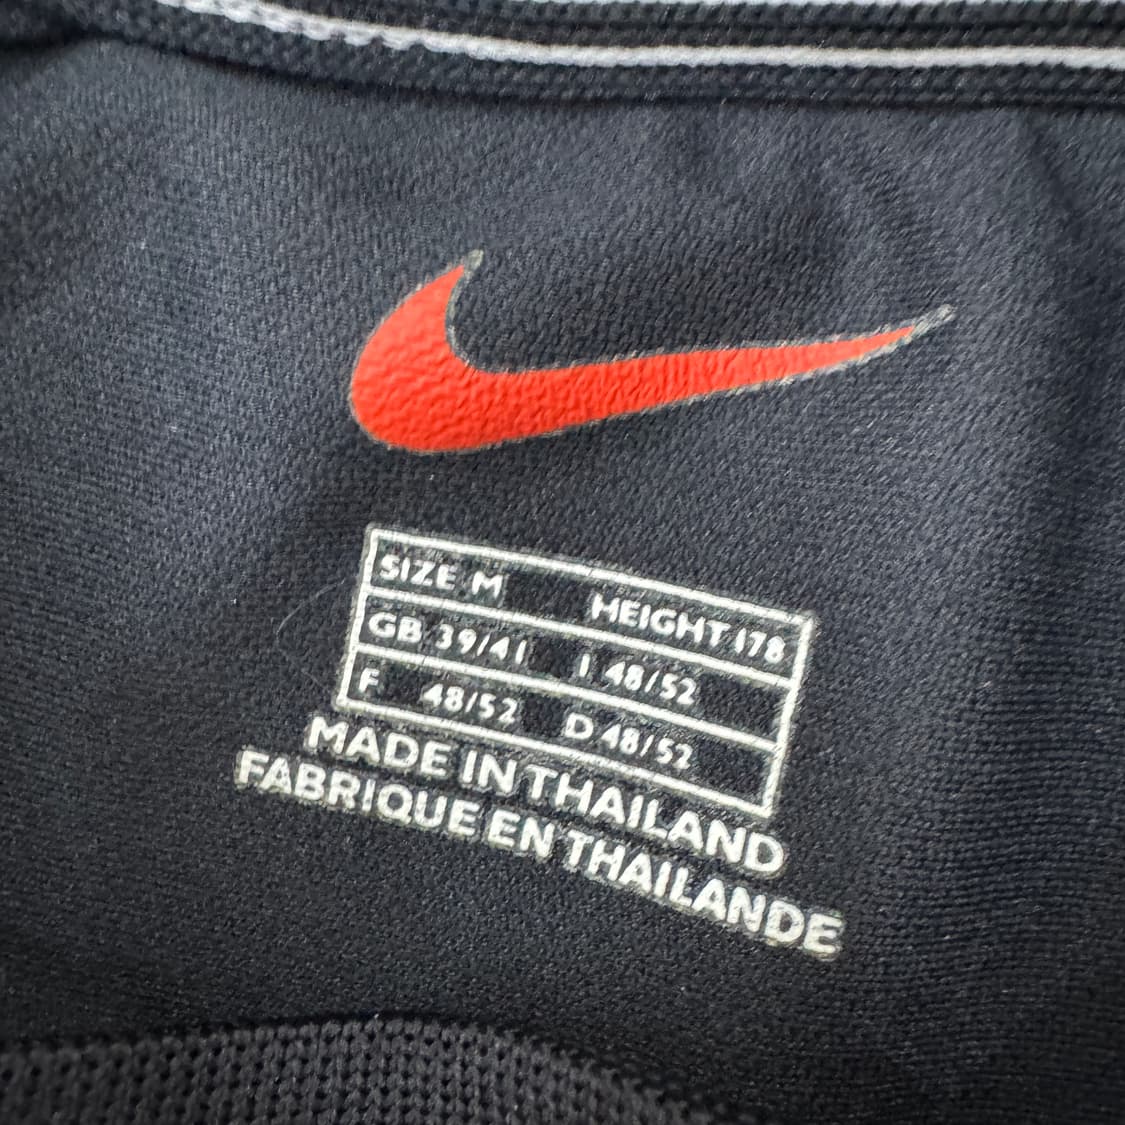 SIZE M HEIGHT 178
GB 39/41 I 48/52
F 48/52 D 48/52
MADE IN THAILAND
FABRIQUE EN THAILANDE